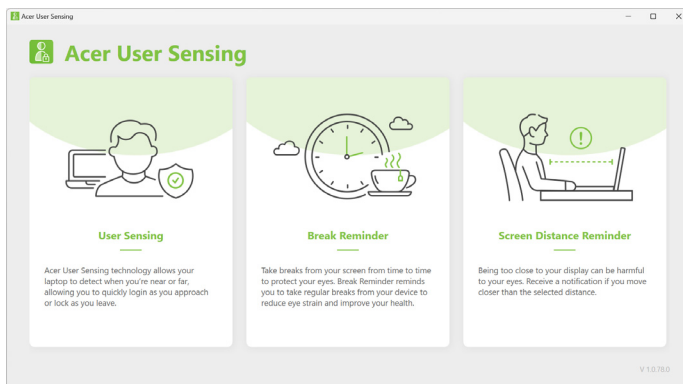 Acer User Sensing
Acer User Sensing
User Sensing
Acer User Sensing technology allows your
laptop to detect when you're near or far,
allowing you to quickly login as you approach
or lock as you leave.
Break Reminder
Take breaks from your screen from time to time
to protect your eyes. Break Reminder reminds
you to take regular breaks from your device to
reduce eye strain and improve your health.
Screen Distance Reminder
Being too close to your display can be harmful
to your eyes. Receive a notification if you move
closer than the selected distance.
V 1.0.78.0